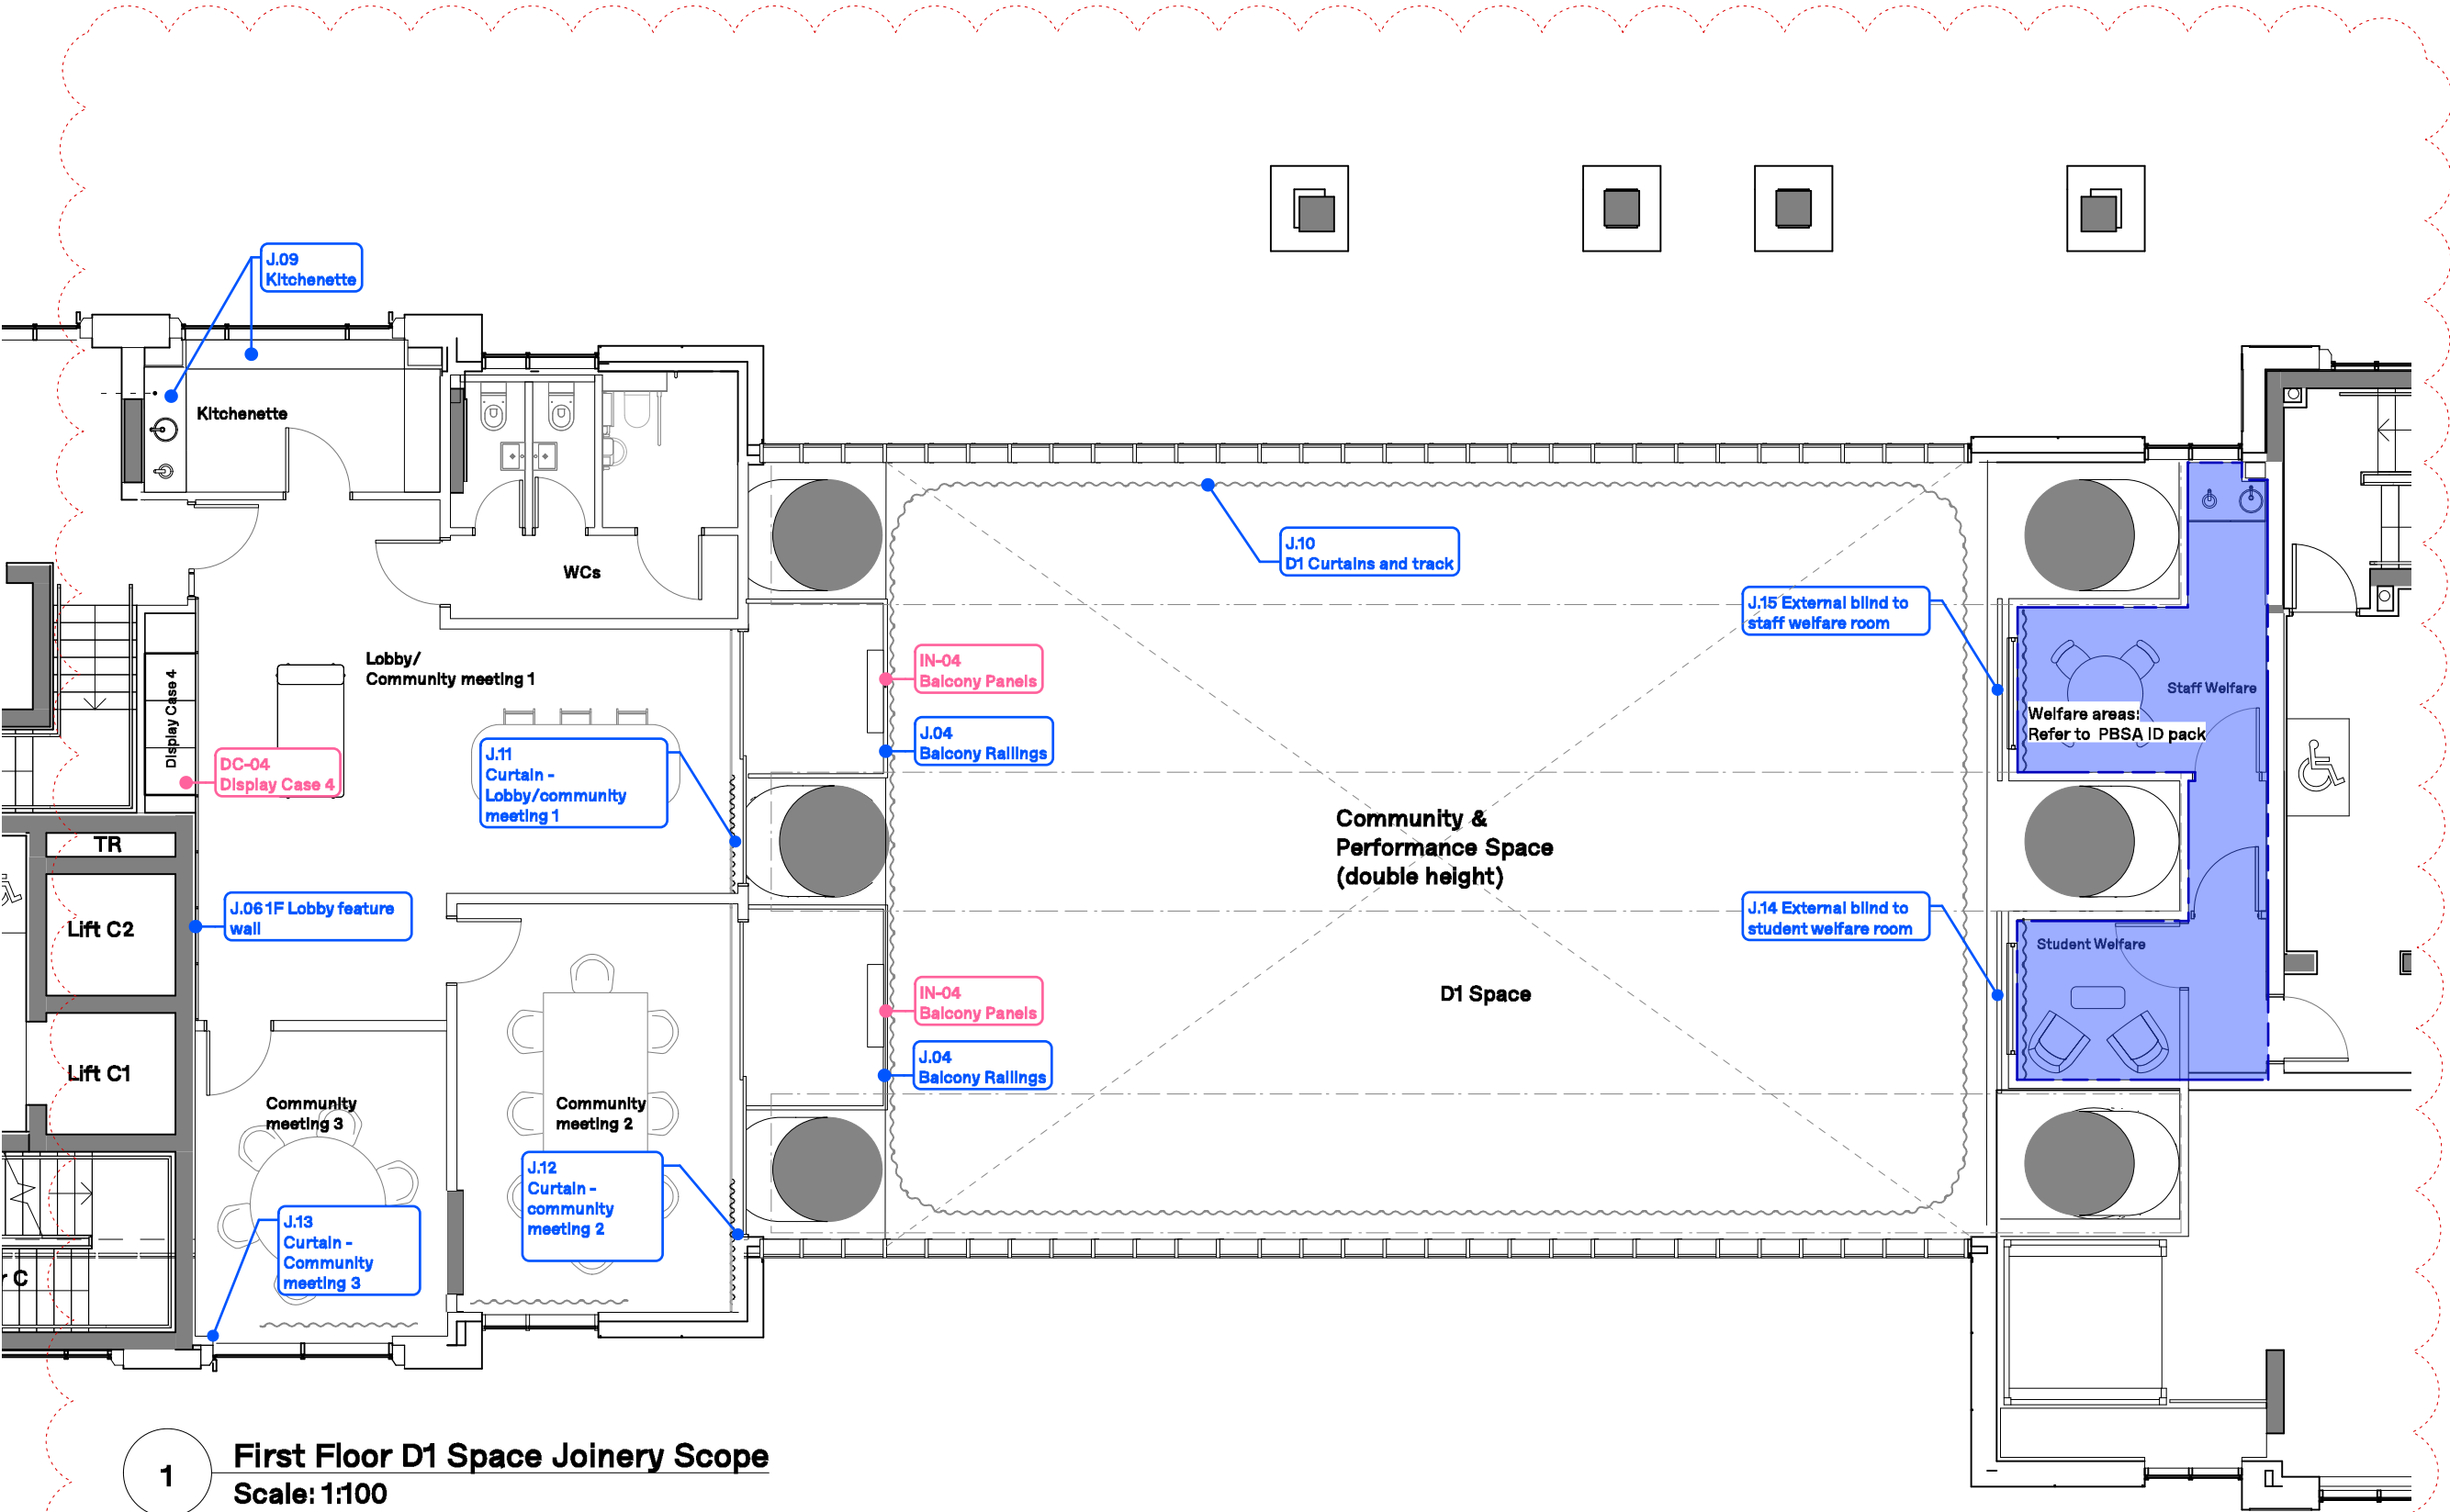 J.09
Kitchenette
Kitchenette
WCs
J.10
D1 Curtains and track
J.15 External blind to
staff welfare room
Lobby/
Community meeting 1
IN-04
Balcony Panels
Staff Welfare
Welfare areas:
Refer to PBSA ID pack
Display Case 4
DC-04
Display Case 4
J.11
Curtain -
Lobby/community
meeting 1
J.04
Balcony Railings
Community &
Performance Space
(double height)
TR
Lift C2
J.06 1F Lobby feature
wall
J.14 External blind to
student welfare room
Student Welfare
IN-04
Balcony Panels
D1 Space
J.04
Balcony Railings
Lift C1
Community
meeting 3
Community
meeting 2
J.12
Curtain -
community
meeting 2
J.13
Curtain -
Community
meeting 3
r C
1
First Floor D1 Space Joinery Scope
Scale: 1:100